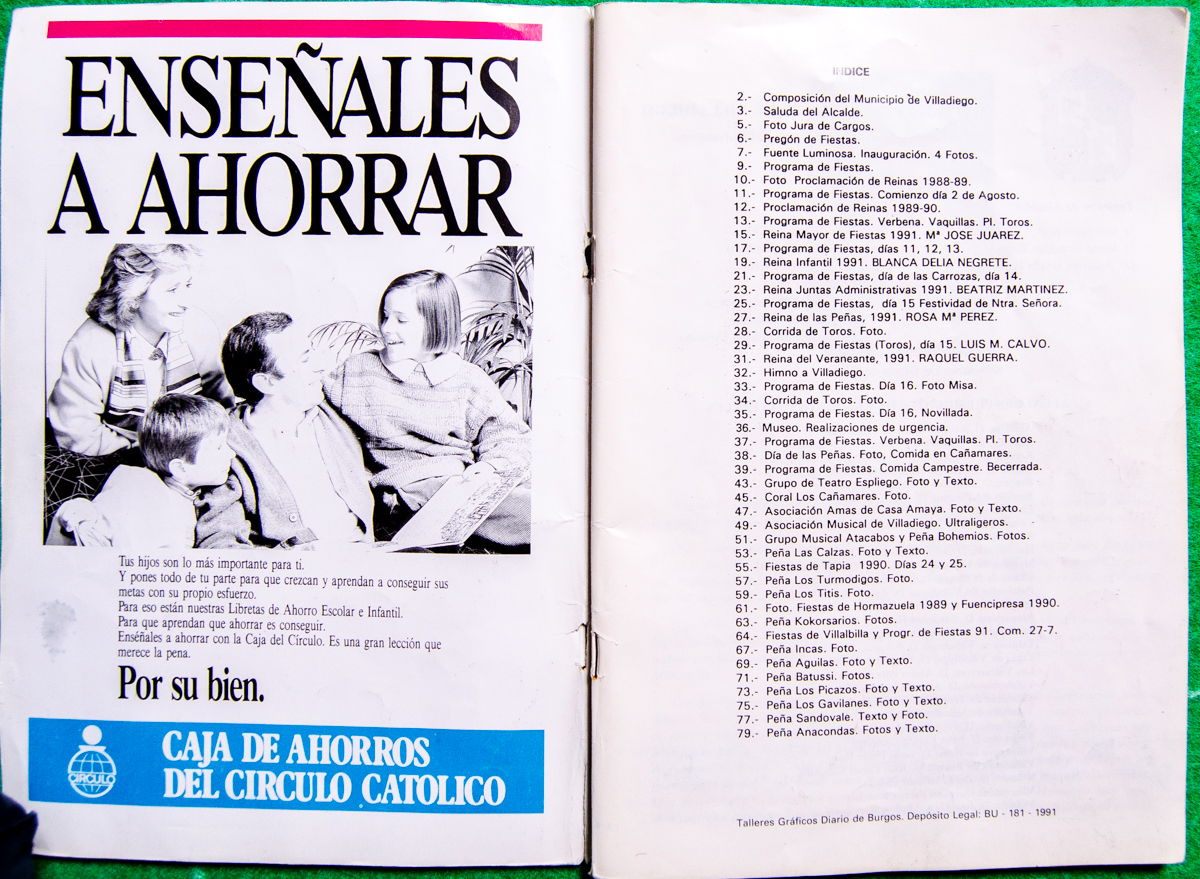 ENSEÑALES
A AHORRAR
Tus hijos son lo más importante para ti.
Y pones todo de tu parte para que crezcan y aprendan a conseguir sus
metas con su propio esfuerzo.
Para eso están nuestras Libretas de Ahorro Escolar e Infantil.
Para que aprendan que ahorrar es conseguir.
Enséñales a ahorrar con la Caja del Círculo. Es una gran lección que
merece la pena.
Por su bien.
CIRCULO
CAJA DE AHORROS
DEL CIRCULO CATOLICO
INDICE
2.- Composición del Municipio de Villadiego.
3.- Saluda del Alcalde.
5.- Foto Jura de Cargos.
6.- Pregón de Fiestas.
7.- Fuente Luminosa. Inauguración. 4 Fotos.
9.- Programa de Fiestas.
10.- Foto Proclamación de Reinas 1988-89.
11.- Programa de Fiestas. Comienzo día 2 de Agosto.
12.- Proclamación de Reinas 1989-90.
13.- Programa de Fiestas. Verbena. Vaquillas. Pl. Toros.
15.- Reina Mayor de Fiestas 1991. Mª JOSE JUAREZ.
17.- Programa de Fiestas, días 11, 12, 13.
19.- Reina Infantil 1991. BLANCA DELIA NEGRETE.
21.- Programa de Fiestas, día de las Carrozas, día 14.
23.- Reina Juntas Administrativas 1991. BEATRIZ MARTINEZ.
25.- Programa de Fiestas, día 15 Festividad de Ntra. Señora.
27.- Reina de las Peñas, 1991. ROSA Mª PEREZ.
28.- Corrida de Toros. Foto.
29.- Programa de Fiestas (Toros), día 15. LUIS M. CALVO.
31.- Reina del Veraneante, 1991. RAQUEL GUERRA.
32.- Himno a Villadiego.
33.- Programa de Fiestas. Día 16. Foto Misa.
34.- Corrida de Toros. Foto.
35.- Programa de Fiestas. Día 16, Novillada.
36.- Museo. Realizaciones de urgencia.
37.- Programa de Fiestas. Verbena. Vaquillas. Pl. Toros.
38.- Día de las Peñas. Foto, Comida en Cañamares.
39.- Programa de Fiestas. Comida Campestre. Becerrada.
43.- Grupo de Teatro Espliego. Foto y Texto.
45.- Coral Los Cañamares. Foto.
47.- Asociación Amas de Casa Amaya. Foto y Texto.
49.- Asociación Musical de Villadiego. Ultraligeros.
51.- Grupo Musical Atacabos y Peña Bohemios. Fotos.
53.- Peña Las Calzas. Foto y Texto.
55.- Fiestas de Tapia 1990. Días 24 y 25.
57.- Peña Los Turmodigos. Foto.
59.- Peña Los Titis. Foto.
61.- Foto. Fiestas de Hormazuela 1989 y Fuencipresa 1990.
63.- Peña Kokorsarios. Fotos.
64.- Fiestas de Villalbilla y Progr. de Fiestas 91. Com. 27-7.
67.- Peña Incas. Foto.
69.- Peña Aguilas. Foto y Texto.
71.- Peña Batussi. Fotos.
73.- Peña Los Picazos. Foto y Texto.
75.- Peña Los Gavilanes. Foto y Texto.
77.- Peña Sandovale. Texto y Foto.
79.- Peña Anacondas. Fotos y Texto.
Talleres Gráficos Diario de Burgos. Depósito Legal: BU - 181 - 1991